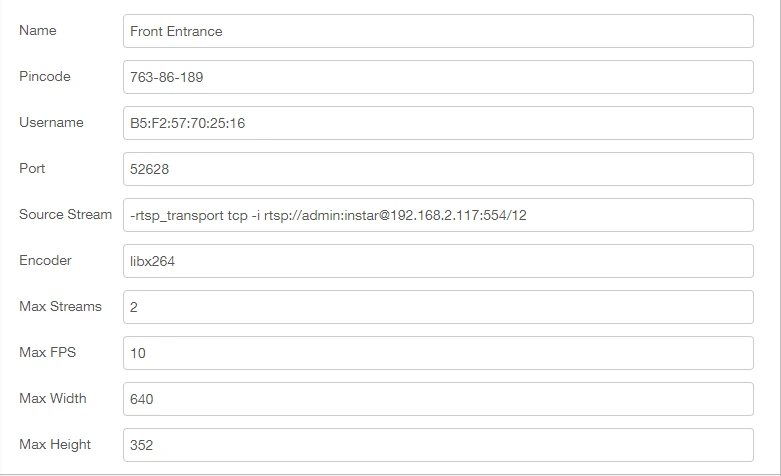 Name Front Entrance
Pincode 763-86-189
Username B5:F2:57:70:25:16
Port 52628
Source Stream -rtsp_transport tcp -i rtsp://admin:instar@192.168.2.117:554/12
Encoder libx264
Max Streams 2
Max FPS 10
Max Width 640
Max Height 352